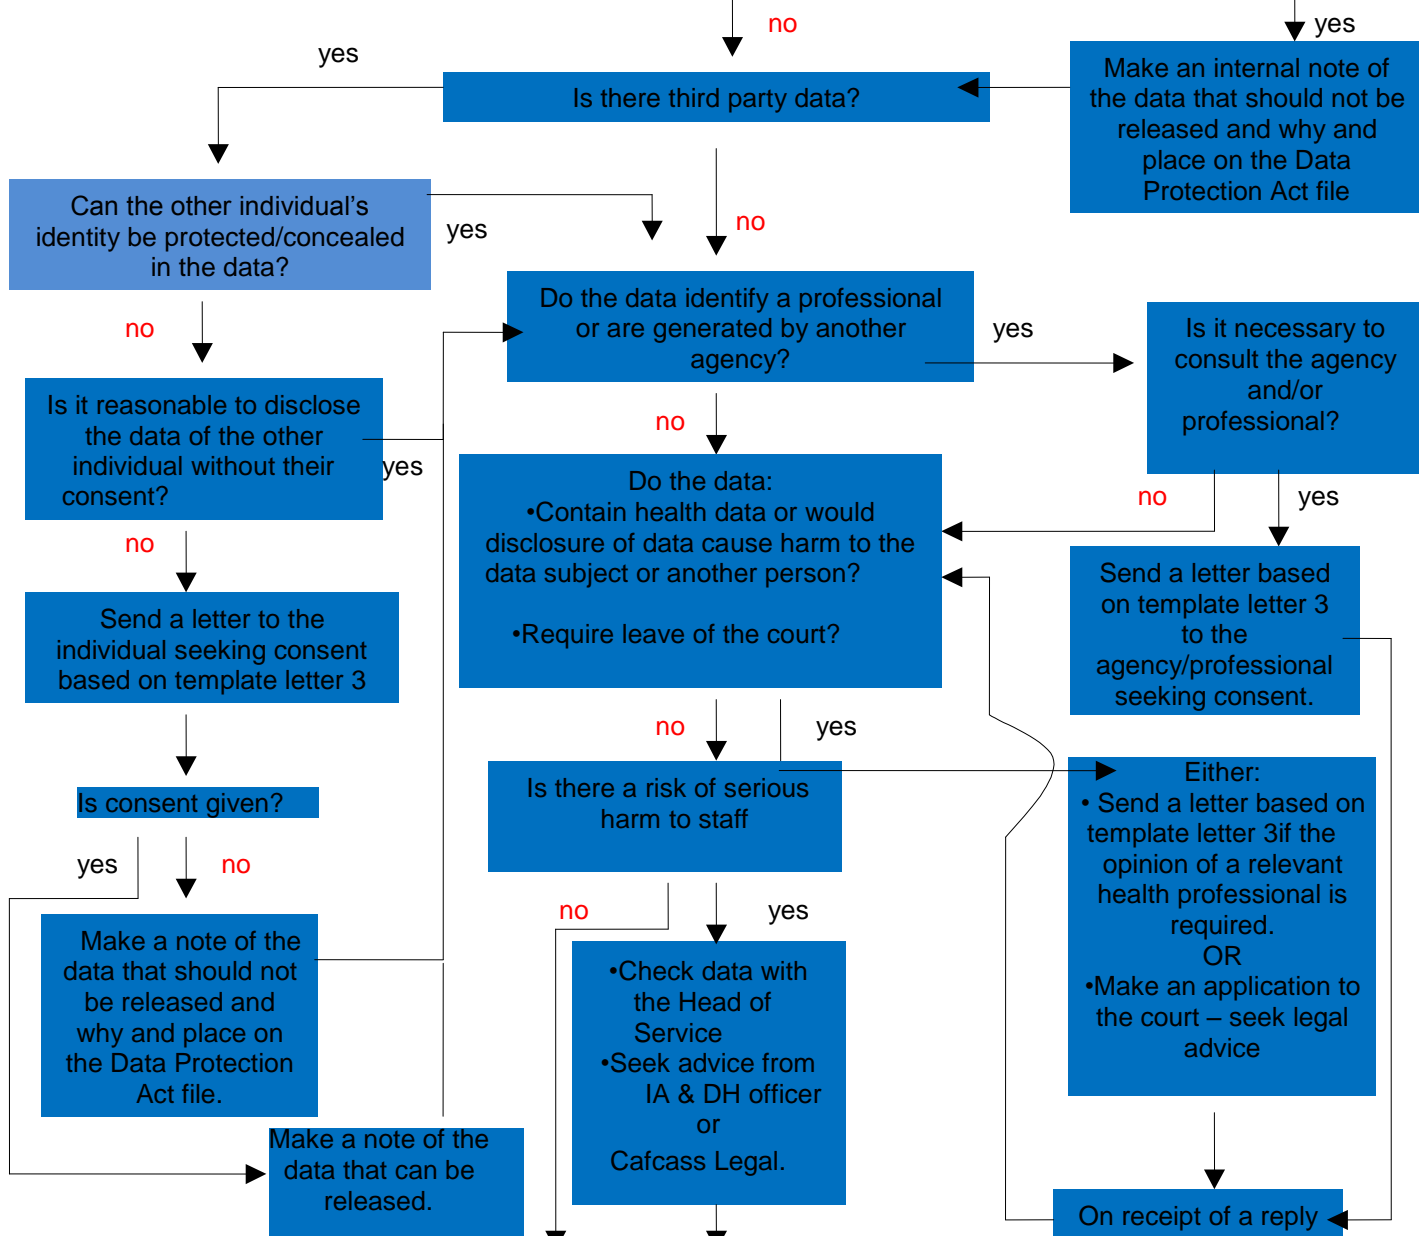 no
yes
yes
Is there third party data?
Make an internal note of
the data that should not be
released and why and
place on the Data
Protection Act file
Can the other individual’s
identity be protected/concealed
in the data?
yes
no
Do the data identify a professional
or are generated by another
agency?
yes
Is it necessary to
consult the agency
and/or
professional?
no
Is it reasonable to disclose
the data of the other
individual without their
consent?
yes
no
Do the data:
•Contain health data or would
disclosure of data cause harm to the
data subject or another person?
•Require leave of the court?
no
yes
no
Send a letter to the
individual seeking consent
based on template letter 3
Send a letter based
on template letter 3
to the
agency/professional
seeking consent.
no
yes
Is consent given?
Is there a risk of serious
harm to staff
Either:
• Send a letter based on
template letter 3if the
opinion of a relevant
health professional is
required.
OR
•Make an application to
the court – seek legal
advice
yes
no
no
yes
Make a note of the
data that should not
be released and
why and place on
the Data Protection
Act file.
•Check data with
the Head of
Service
•Seek advice from
IA & DH officer
or
Cafcass Legal.
Make a note of the
data that can be
released.
On receipt of a reply